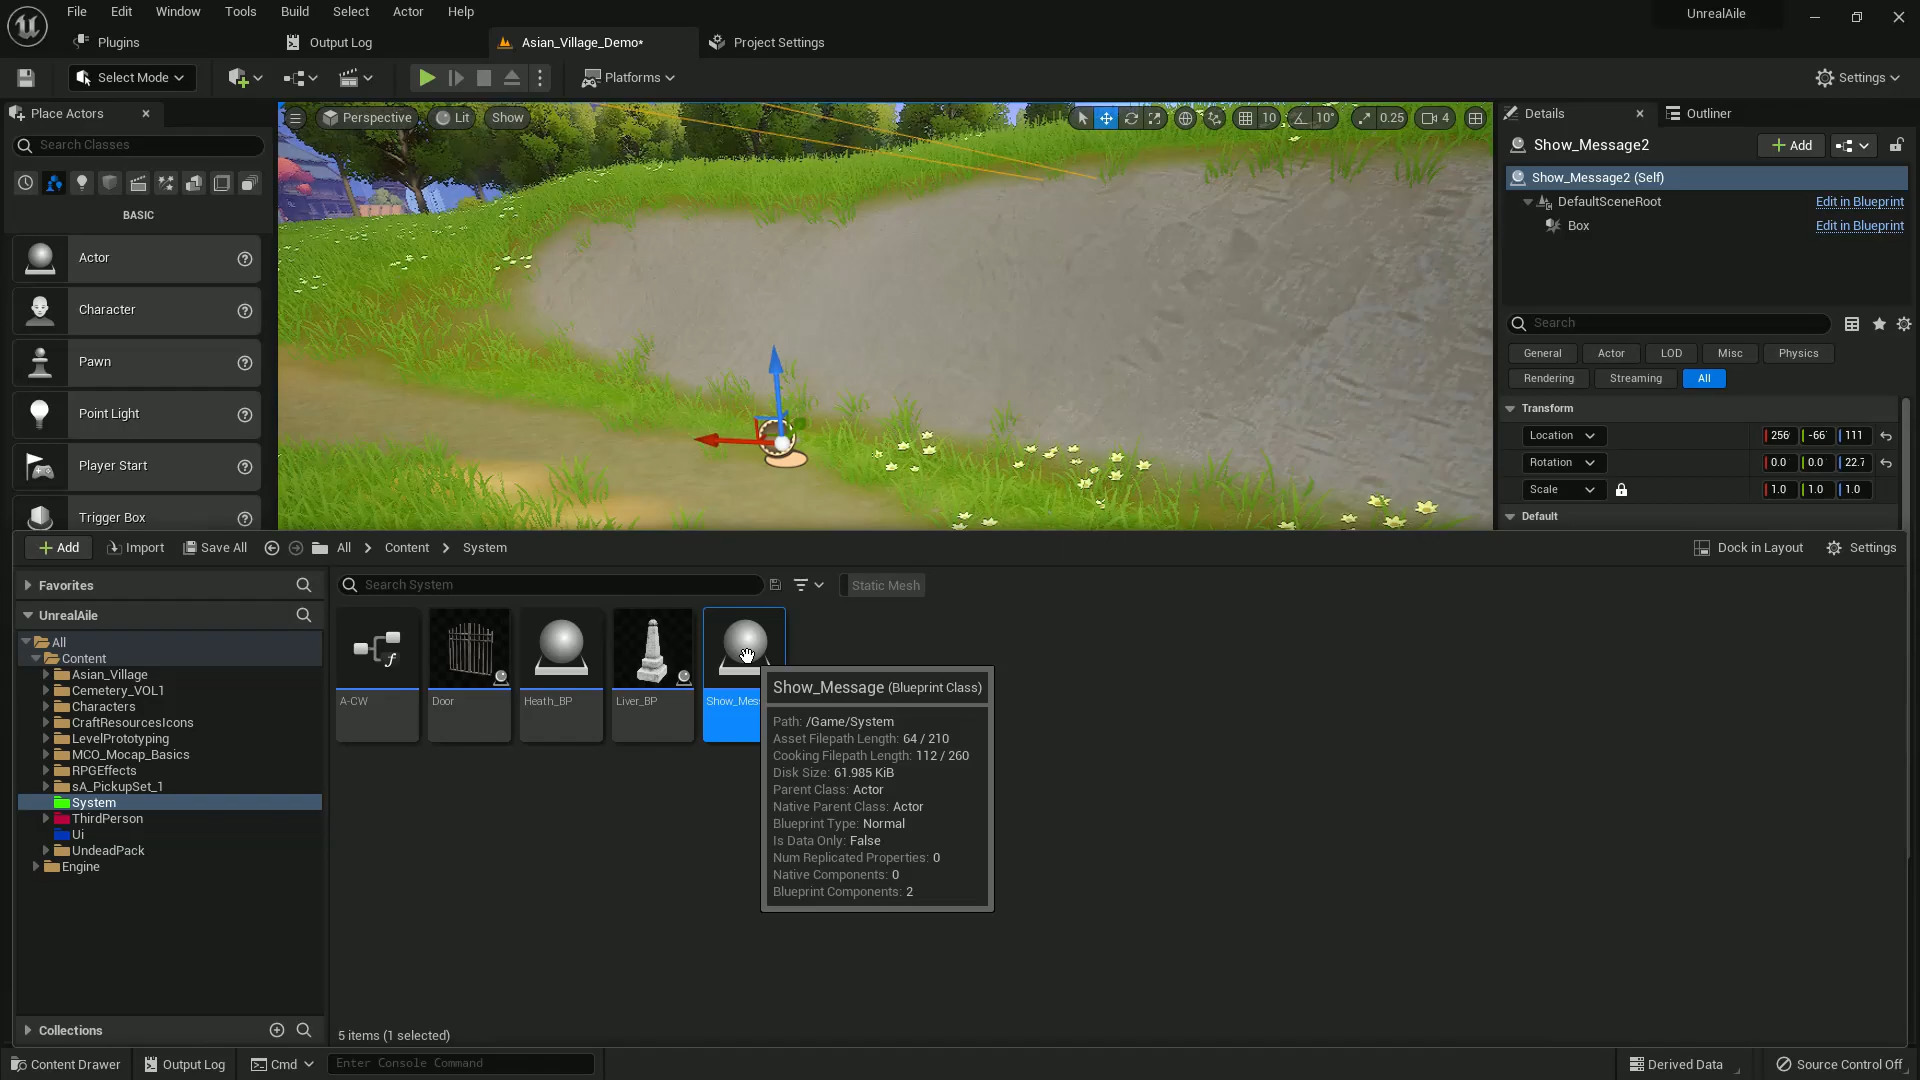 File Edit Window Tools Build Select Actor Help
UnrealAile
Plugins Output Log Asian_Village_Demo* Project Settings
Select Mode Platforms Settings
Place Actors
Search Classes
BASIC
Actor
Character
Pawn
Point Light
Player Start
Trigger Box
Perspective Lit Show 10 10° 0.25 4
Details Outliner
Show_Message2 Add
Show_Message2 (Self)
DefaultSceneRoot Edit in Blueprint
Box Edit in Blueprint
Search
General Actor LOD Misc Physics
Rendering Streaming All
Transform
Location 256 -66 111
Rotation 0.0 0.0 22.7
Scale 1.0 1.0 1.0
Default
Add Import Save All All Content System Dock in Layout Settings
Favorites
UnrealAile
All
Content
Asian_Village
Cemetery_VOL1
Characters
CraftResourcesIcons
LevelPrototyping
MCO_Mocap_Basics
RPGEffects
sA_PickupSet_1
System
ThirdPerson
Ui
UndeadPack
Engine
Collections
Search System Static Mesh
A-CW Door Heath_BP Liver_BP Show_Mes
Show_Message (Blueprint Class)
Path: /Game/System
Asset Filepath Length: 64 / 210
Cooking Filepath Length: 112 / 260
Disk Size: 61.985 KiB
Parent Class: Actor
Native Parent Class: Actor
Blueprint Type: Normal
Is Data Only: False
Num Replicated Properties: 0
Native Components: 0
Blueprint Components: 2
5 items (1 selected)
Content Drawer Output Log Cmd Enter Console Command Derived Data Source Control Off